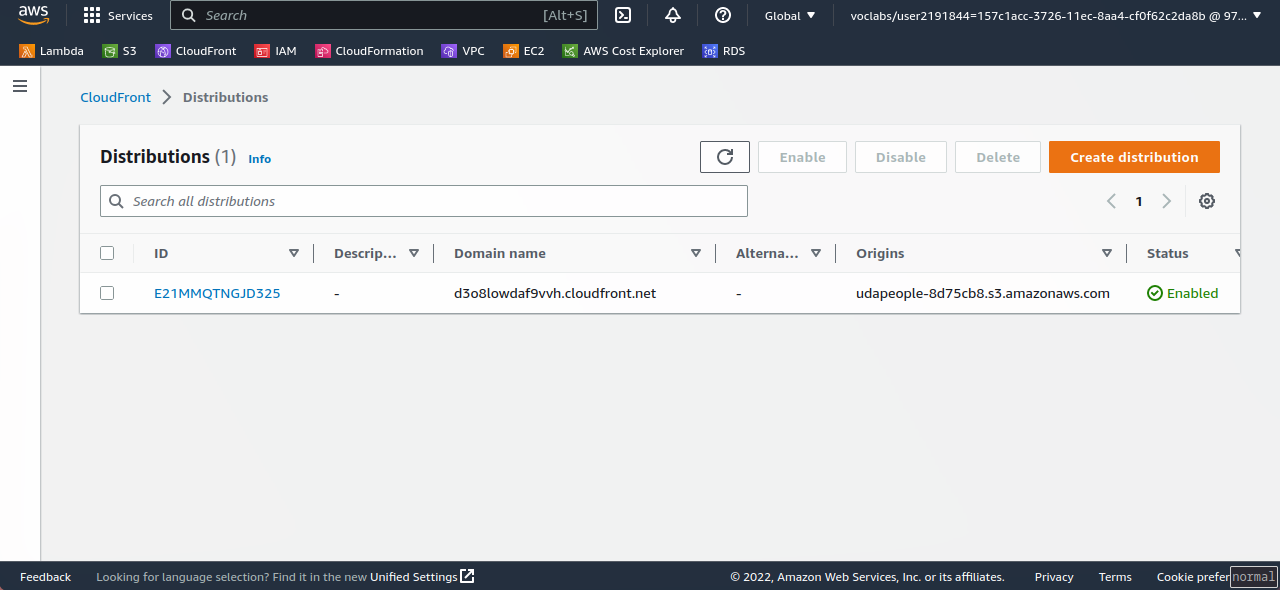 aws Services Search [Alt+S] Global voclabs/user2191844=157c1acc-3726-11ec-8aa4-cf0f62c2da8b @ 97...
Lambda S3 CloudFront IAM CloudFormation VPC EC2 AWS Cost Explorer RDS
CloudFront Distributions
Distributions (1) Info Enable Disable Delete Create distribution
Search all distributions 1
ID Descrip... Domain name Alterna... Origins Status
E21MMQTNGJD325 - d3o8lowdaf9vvh.cloudfront.net - udapeople-8d75cb8.s3.amazonaws.com Enabled
Feedback Looking for language selection? Find it in the new Unified Settings © 2022, Amazon Web Services, Inc. or its affiliates. Privacy Terms Cookie prefer normal